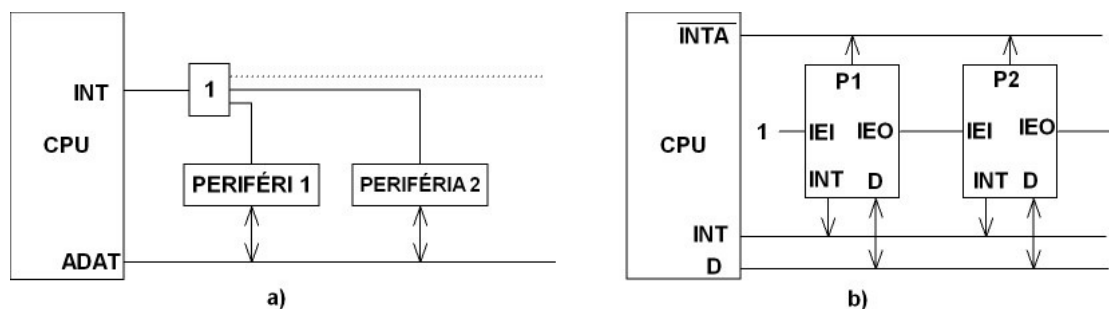 INT
1
CPU
PERIFÉRI 1
PERIFÉRIA 2
ADAT
a)
INTA
P1
P2
1
IEI
IEO
IEI
IEO
CPU
INT
D
INT
D
INT
D
b)